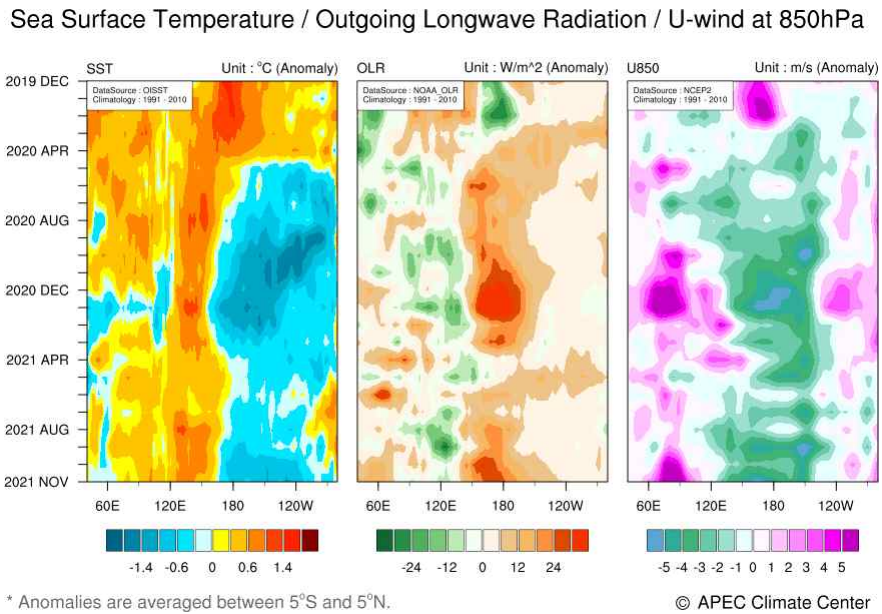 Sea Surface Temperature / Outgoing Longwave Radiation / U-wind at 850hPa
SST Unit : °C (Anomaly)
DataSource : OISST
Climatology : 1991 - 2010
OLR Unit : W/m^2 (Anomaly)
DataSource : NOAA_OLR
Climatology : 1991 - 2010
U850 Unit : m/s (Anomaly)
DataSource : NCEP2
Climatology : 1991 - 2010
2019 DEC
2020 APR
2020 AUG
2020 DEC
2021 APR
2021 AUG
2021 NOV
60E 120E 180 120W
60E 120E 180 120W
60E 120E 180 120W
-1.4 -0.6 0 0.6 1.4
-24 -12 0 12 24
-5 -4 -3 -2 -1 0 1 2 3 4 5
* Anomalies are averaged between 5°S and 5°N.
© APEC Climate Center